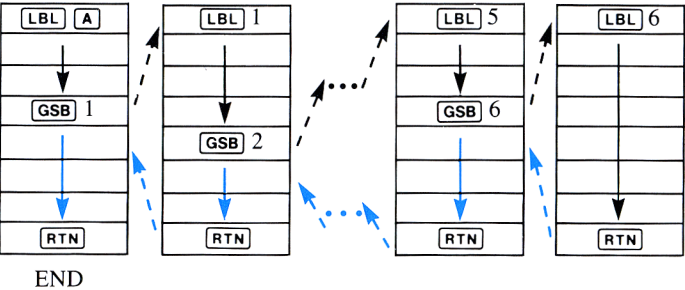 LBL A
GSB 1
RTN
END
LBL 1
GSB 2
RTN
LBL 5
GSB 6
RTN
LBL 6
RTN